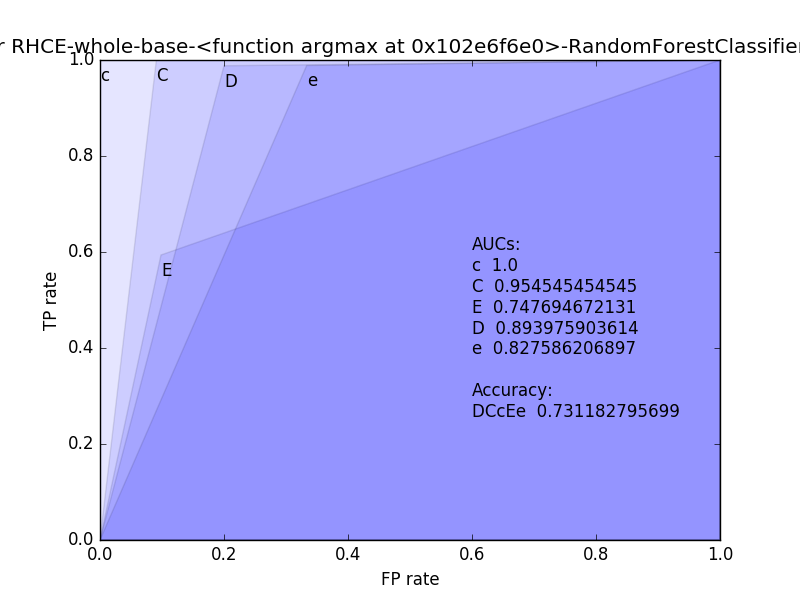 r RHCE-whole-base-<function argmax at 0x102e6f6e0>-RandomForestClassifier
1.0
c
C
D
e
0.8
0.6
E
0.4
0.2
0.0
TP rate
AUCs:
c 1.0
C 0.954545454545
E 0.747694672131
D 0.893975903614
e 0.827586206897
Accuracy:
DCcEe 0.731182795699
0.0 0.2 0.4 0.6 0.8 1.0
FP rate